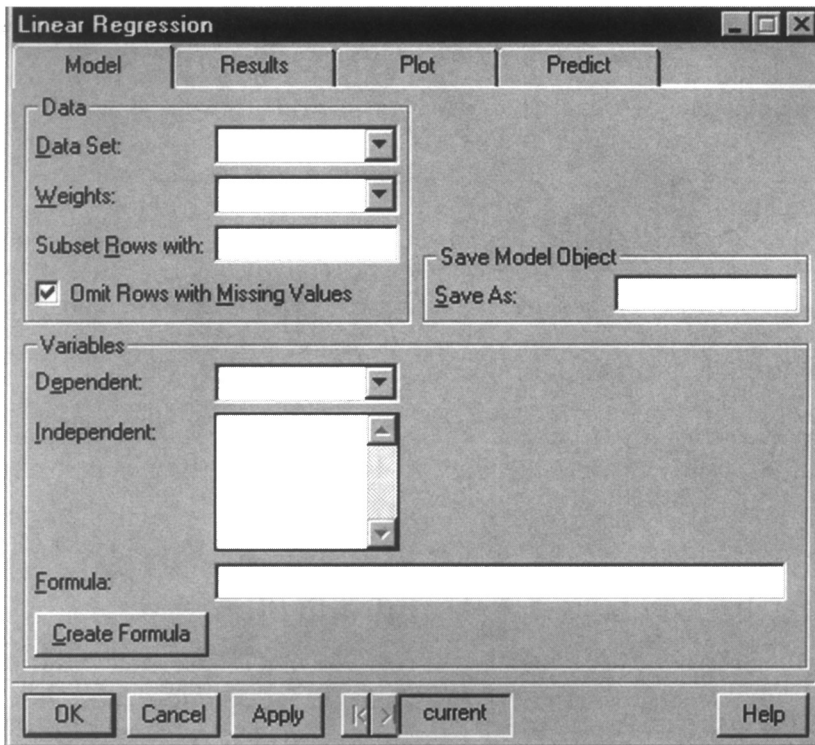 Linear Regression
Model Results Plot Predict
Data
Data Set:
Weights:
Subset Rows with:
Omit Rows with Missing Values
Save Model Object
Save As:
Variables
Dependent:
Independent:
Formula:
Create Formula
OK Cancel Apply current Help